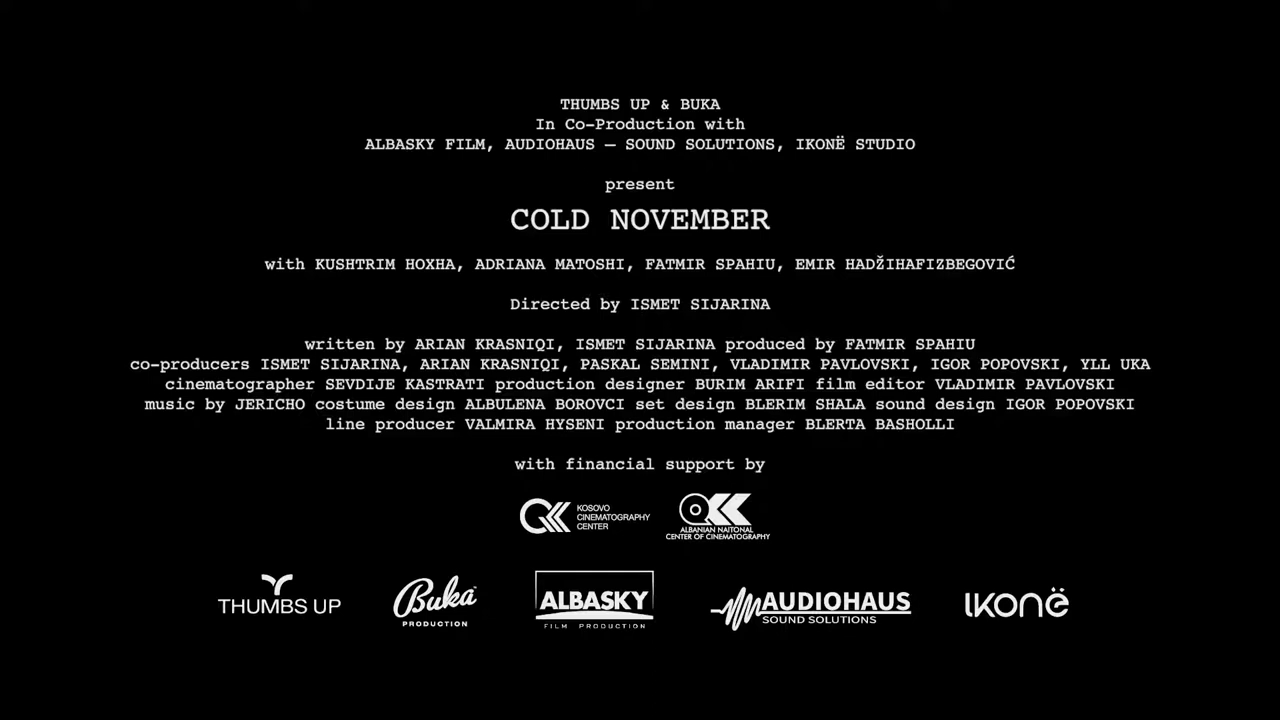 THUMBS UP & BUKA
In Co-Production with
ALBASKY FILM, AUDIOHAUS – SOUND SOLUTIONS, IKONË STUDIO
present
COLD NOVEMBER
with KUSHTRIM HOXHA, ADRIANA MATOSHI, FATMIR SPAHIU, EMIR HADŽIHAFIZBEGOVIĆ
Directed by ISMET SIJARINA
written by ARIAN KRASNIQI, ISMET SIJARINA produced by FATMIR SPAHIU
co-producers ISMET SIJARINA, ARIAN KRASNIQI, PASKAL SEMINI, VLADIMIR PAVLOVSKI, IGOR POPOVSKI, YLL UKA
cinematographer SEVDIJE KASTRATI production designer BURIM ARIFI film editor VLADIMIR PAVLOVSKI
music by JERICHO costume design ALBULENA BOROVCI set design BLERIM SHALA sound design IGOR POPOVSKI
line producer VALMIRA HYSENI production manager BLERTA BASHOLLI
with financial support by
KOSOVO
CINEMATOGRAPHY
CENTER
ALBANIAN NAITONAL
CENTER OF CINEMATOGRAPHY
THUMBS UP
Buka
PRODUCTION
ALBASKY
FILM PRODUCTION
AUDIOHAUS
SOUND SOLUTIONS
IKONË